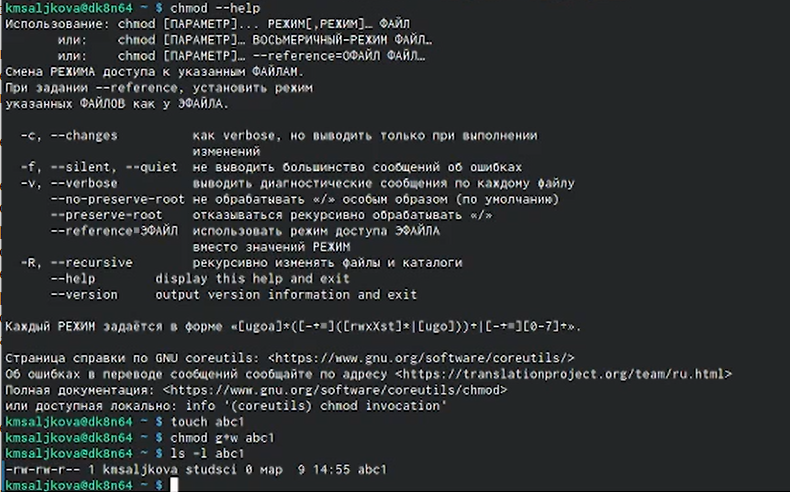 kmsaljkova@dk8n64 ~ $ chmod --help
Использование: chmod [ПАРАМЕТР]... РЕЖИМ[,РЕЖИМ]… ФАЙЛ
или: chmod [ПАРАМЕТР]… ВОСЬМЕРИЧНЫЙ-РЕЖИМ ФАЙЛ…
или: chmod [ПАРАМЕТР]… --reference=ОФАЙЛ ФАЙЛ…
Смена РЕЖИМА доступа к указанным ФАЙЛАМ.
При задании --reference, установить режим
указанных ФАЙЛОВ как у ЭФАЙЛА.
-c, --changes как verbose, но выводить только при выполнении
изменений
-f, --silent, --quiet не выводить большинство сообщений об ошибках
-v, --verbose выводить диагностические сообщения по каждому файлу
--no-preserve-root не обрабатывать «/» особым образом (по умолчанию)
--preserve-root отказываться рекурсивно обрабатывать «/»
--reference=ЭФАЙЛ использовать режим доступа ЭФАЙЛА
вместо значений РЕЖИМ
-R, --recursive рекурсивно изменять файлы и каталоги
--help display this help and exit
--version output version information and exit
Каждый РЕЖИМ задаётся в форме «[ugoa]*([-+=]([rwxXst]*|[ugo]))+|[-+=][0-7]+».
Страница справки по GNU coreutils: <https://www.gnu.org/software/coreutils/>
Об ошибках в переводе сообщений сообщайте по адресу <https://translationproject.org/team/ru.html>
Полная документация: <https://www.gnu.org/software/coreutils/chmod>
или доступная локально: info '(coreutils) chmod invocation'
kmsaljkova@dk8n64 ~ $ touch abc1
kmsaljkova@dk8n64 ~ $ chmod g+w abc1
kmsaljkova@dk8n64 ~ $ ls -l abc1
-rw-rw-r-- 1 kmsaljkova studsci 0 мар 9 14:55 abc1
kmsaljkova@dk8n64 ~ $